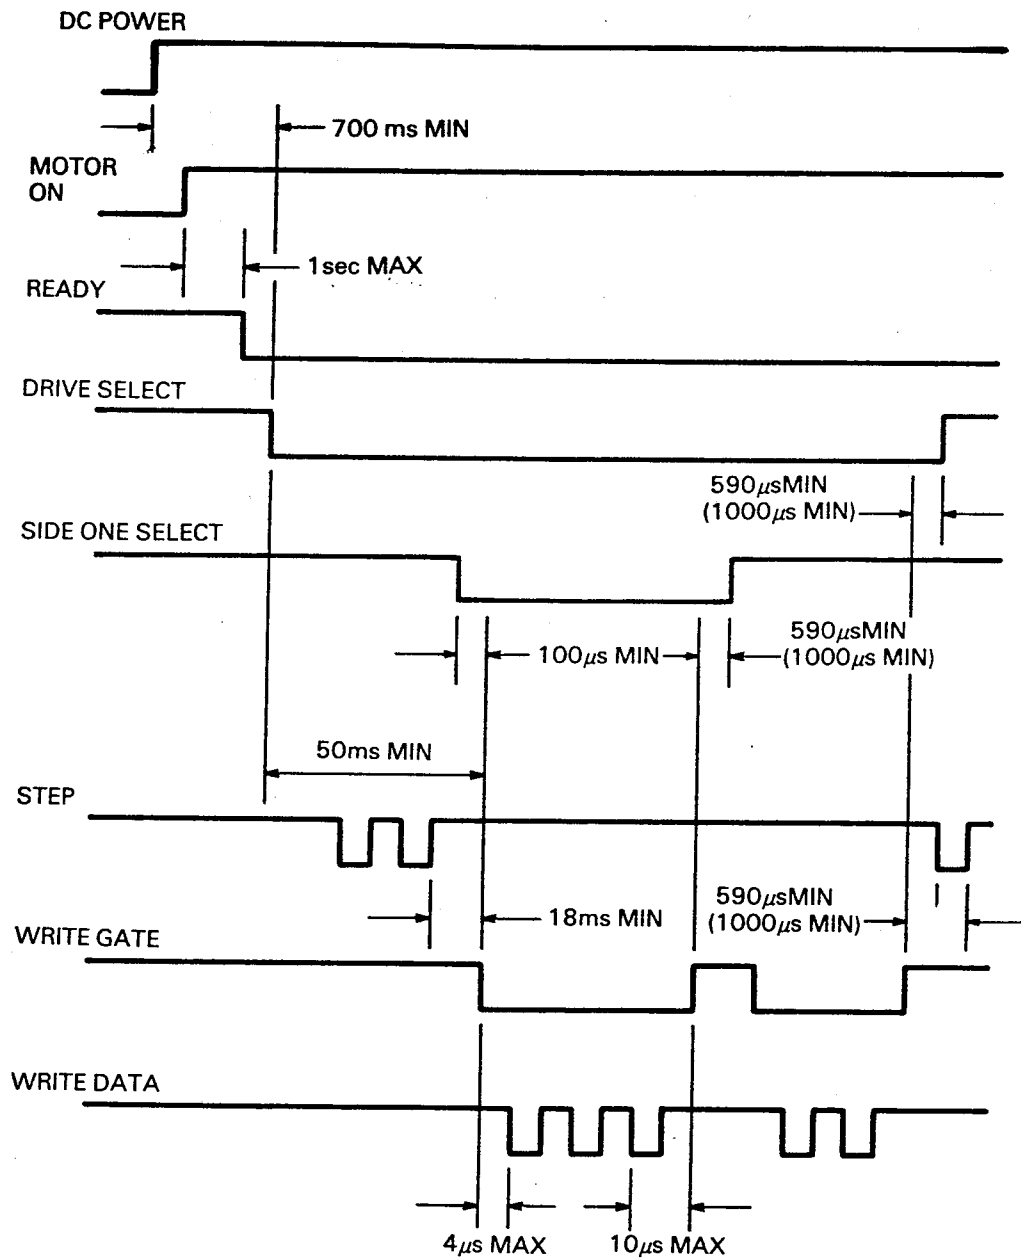 DC POWER
700 ms MIN
MOTOR
ON
1sec MAX
READY
DRIVE SELECT
590μsMIN
(1000μs MIN)
SIDE ONE SELECT
590μsMIN
100μs MIN
(1000μs MIN)
50ms MIN
STEP
590μsMIN
18ms MIN
(1000μs MIN)
WRITE GATE
WRITE DATA
4μs MAX
10μs MAX